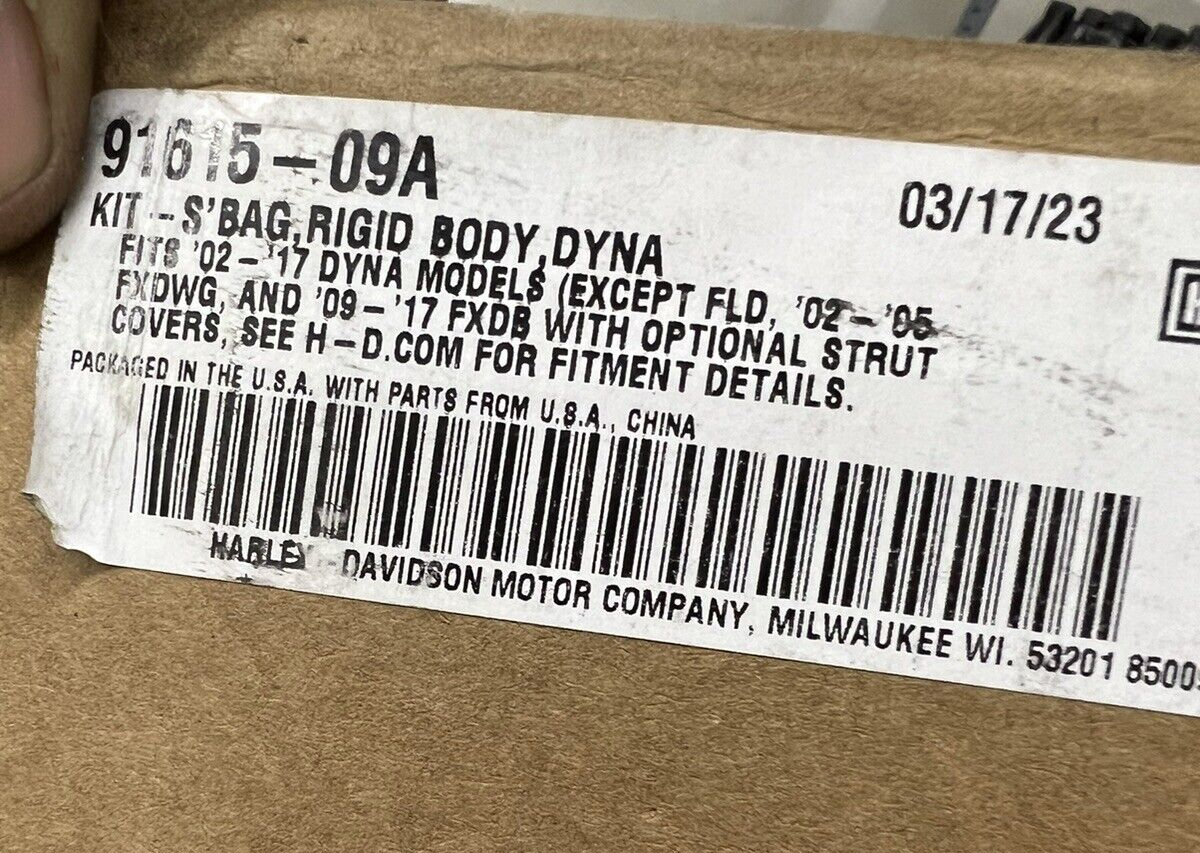 91615-09A
03/17/23
KIT - S'BAG,RIGID BODY,DYNA
FITS '02-'17 DYNA MODELS (EXCEPT FLD, '02-'05
FXDWG, AND '09-'17 FXDB WITH OPTIONAL STRUT
COVERS, SEE H-D.COM FOR FITMENT DETAILS.
PACKAGED IN THE U.S.A. WITH PARTS FROM U.S.A., CHINA
HARLEY-DAVIDSON MOTOR COMPANY, MILWAUKEE WI. 53201